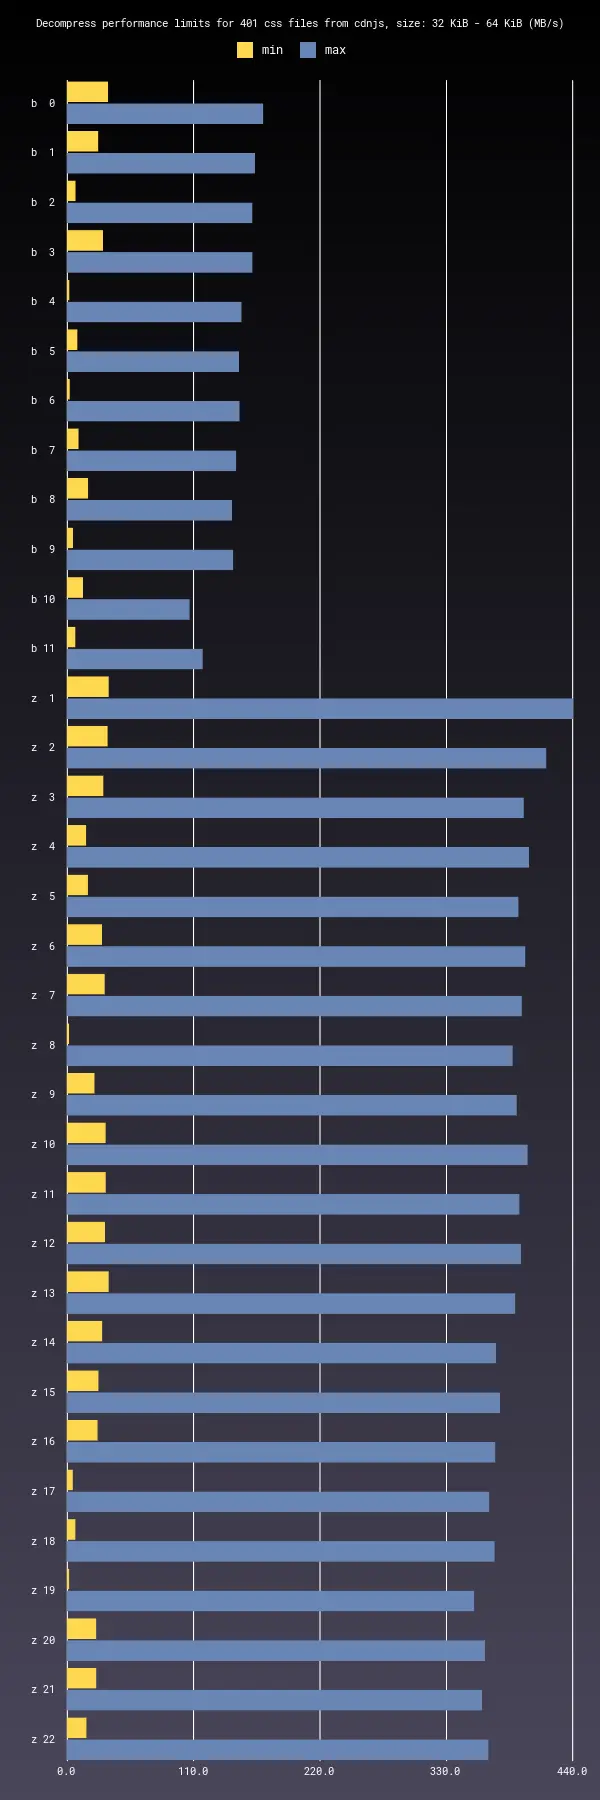 Decompress performance limits for 401 css files from cdnjs, size: 32 KiB - 64 KiB (MB/s)
min max
b 0
b 1
b 2
b 3
b 4
b 5
b 6
b 7
b 8
b 9
b 10
b 11
z 1
z 2
z 3
z 4
z 5
z 6
z 7
z 8
z 9
z 10
z 11
z 12
z 13
z 14
z 15
z 16
z 17
z 18
z 19
z 20
z 21
z 22
0.0 110.0 220.0 330.0 440.0